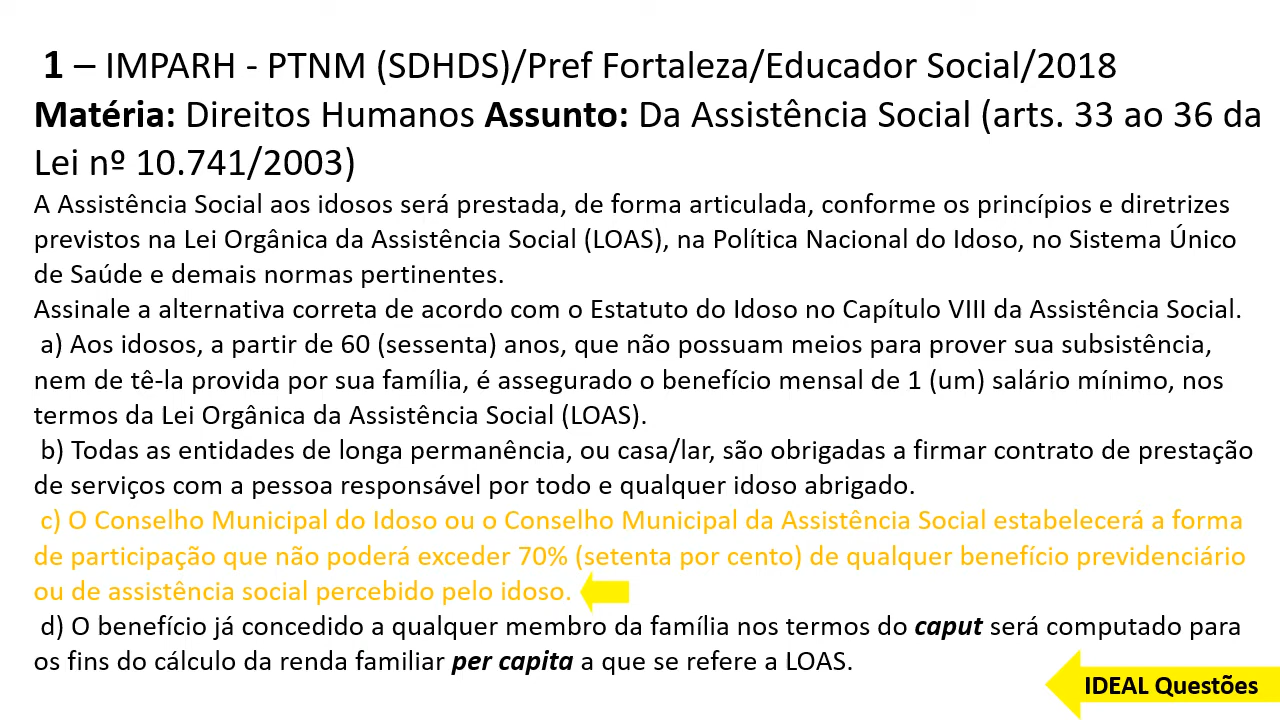 1 – IMPARH - PTNM (SDHDS)/Pref Fortaleza/Educador Social/2018
Matéria: Direitos Humanos Assunto: Da Assistência Social (arts. 33 ao 36 da
Lei nº 10.741/2003)
A Assistência Social aos idosos será prestada, de forma articulada, conforme os princípios e diretrizes
previstos na Lei Orgânica da Assistência Social (LOAS), na Política Nacional do Idoso, no Sistema Único
de Saúde e demais normas pertinentes.
Assinale a alternativa correta de acordo com o Estatuto do Idoso no Capítulo VIII da Assistência Social.
a) Aos idosos, a partir de 60 (sessenta) anos, que não possuam meios para prover sua subsistência,
nem de tê-la provida por sua família, é assegurado o benefício mensal de 1 (um) salário mínimo, nos
termos da Lei Orgânica da Assistência Social (LOAS).
b) Todas as entidades de longa permanência, ou casa/lar, são obrigadas a firmar contrato de prestação
de serviços com a pessoa responsável por todo e qualquer idoso abrigado.
c) O Conselho Municipal do Idoso ou o Conselho Municipal da Assistência Social estabelecerá a forma
de participação que não poderá exceder 70% (setenta por cento) de qualquer benefício previdenciário
ou de assistência social percebido pelo idoso.
d) O benefício já concedido a qualquer membro da família nos termos do caput será computado para
os fins do cálculo da renda familiar per capita a que se refere a LOAS.
IDEAL Questões